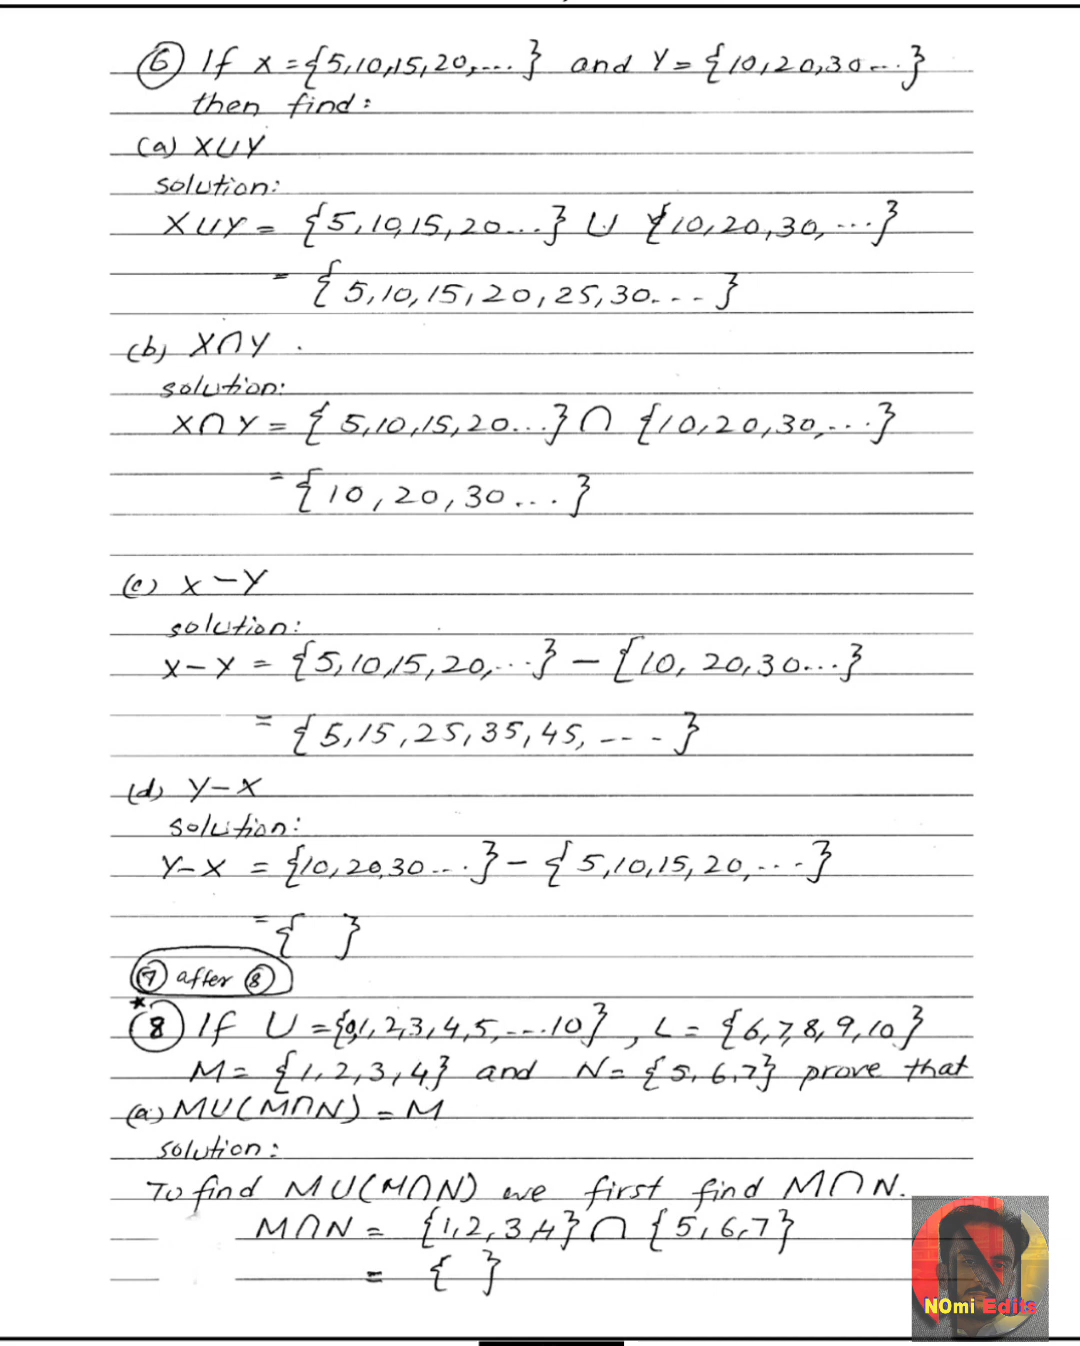 ⑥ If X = {5,10,15,20,...} and Y = {10,20,30...}
then find:
(a) X∪Y
solution:
X∪Y = {5,10,15,20...} ∪ {10,20,30,...}
= {5,10,15,20,25,30...}
(b) X∩Y .
solution:
X∩Y = {5,10,15,20...} ∩ {10,20,30,...}
= {10,20,30...}
(c) X-Y
solution:
X-Y = {5,10,15,20,...} - {10,20,30...}
= {5,15,25,35,45,...}
(d) Y-X
solution:
Y-X = {10,20,30...} - {5,10,15,20,...}
= { }
⑦ after ⑧
*
⑧ If U = {0,1,2,3,4,5,...10}, L = {6,7,8,9,10}
M = {1,2,3,4} and N = {5,6,7} prove that
(a) M∪(M∩N) = M
solution:
To find M∪(M∩N) we first find M∩N.
M∩N = {1,2,3,4} ∩ {5,6,7}
= { }
NOmi Edits